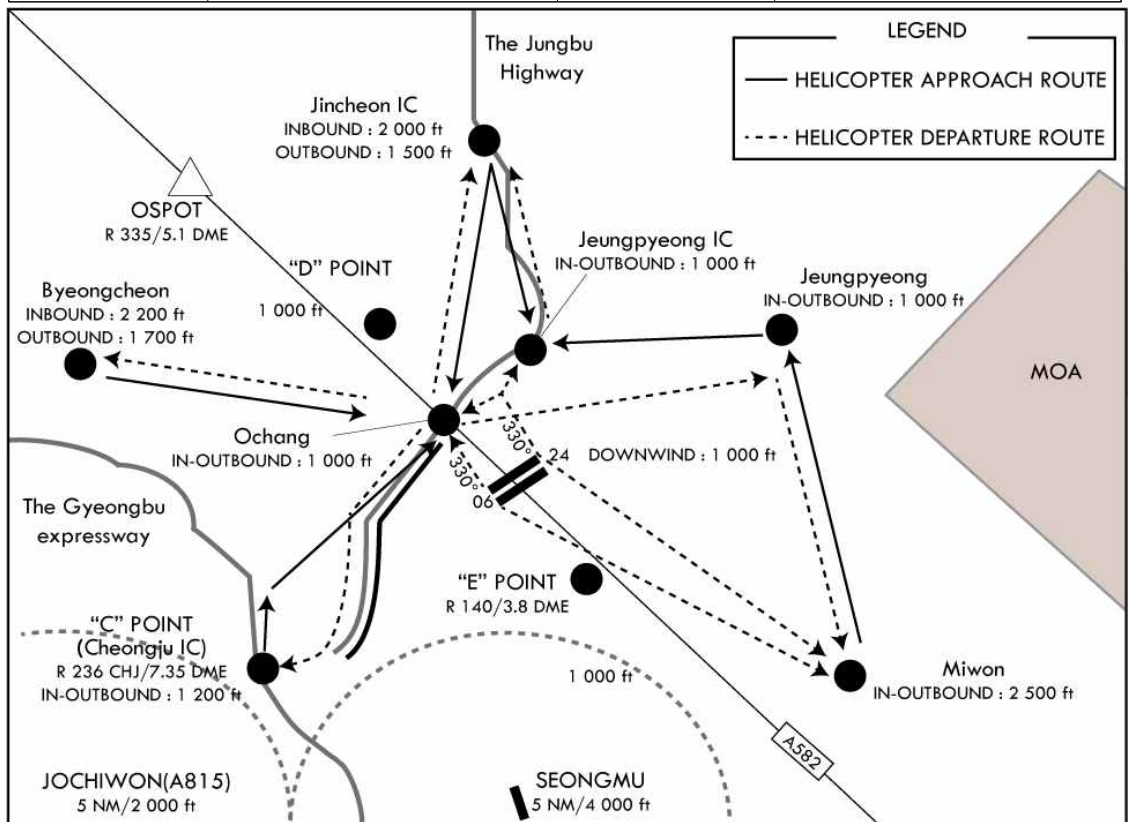 The Jungbu
Highway
LEGEND
HELICOPTER APPROACH ROUTE
HELICOPTER DEPARTURE ROUTE
Jincheon IC
INBOUND : 2 000 ft
OUTBOUND : 1 500 ft
OSPOT
R 335/5.1 DME
Jeungpyeong IC
IN-OUTBOUND : 1 000 ft
"D" POINT
1 000 ft
Jeungpyeong
IN-OUTBOUND : 1 000 ft
Byeongcheon
INBOUND : 2 200 ft
OUTBOUND : 1 700 ft
MOA
Ochang
IN-OUTBOUND : 1 000 ft
330°
24
DOWNWIND : 1 000 ft
330°
06
The Gyeongbu
expressway
"E" POINT
R 140/3.8 DME
"C" POINT
(Cheongju IC)
R 236 CHJ/7.35 DME
IN-OUTBOUND : 1 200 ft
1 000 ft
Miwon
IN-OUTBOUND : 2 500 ft
A582
JOCHIWON(A815)
5 NM/2 000 ft
SEONGMU
5 NM/4 000 ft